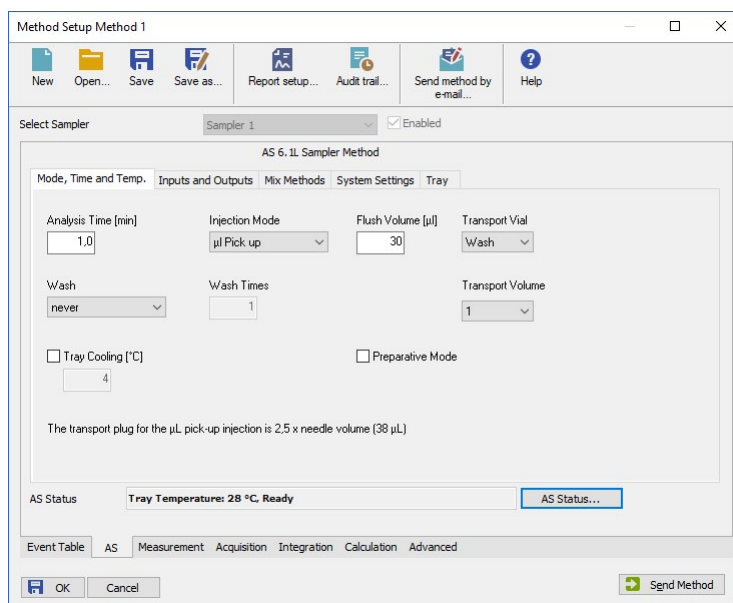 Method Setup Method 1
New Open... Save Save as... Report setup... Audit trail... Send method by e-mail... Help
Select Sampler Sampler 1 Enabled
AS 6.1L Sampler Method
Mode, Time and Temp. Inputs and Outputs Mix Methods System Settings Tray
Analysis Time [min] Injection Mode Flush Volume [µl] Transport Vial
1,0 µl Pick up 30 Wash
Wash Wash Times Transport Volume
never 1 1
Tray Cooling [°C] Preparative Mode
4
The transport plug for the µL pick-up injection is 2,5 x needle volume (38 µL)
AS Status Tray Temperature: 28 °C, Ready AS Status...
Event Table AS Measurement Acquisition Integration Calculation Advanced
OK Cancel Send Method